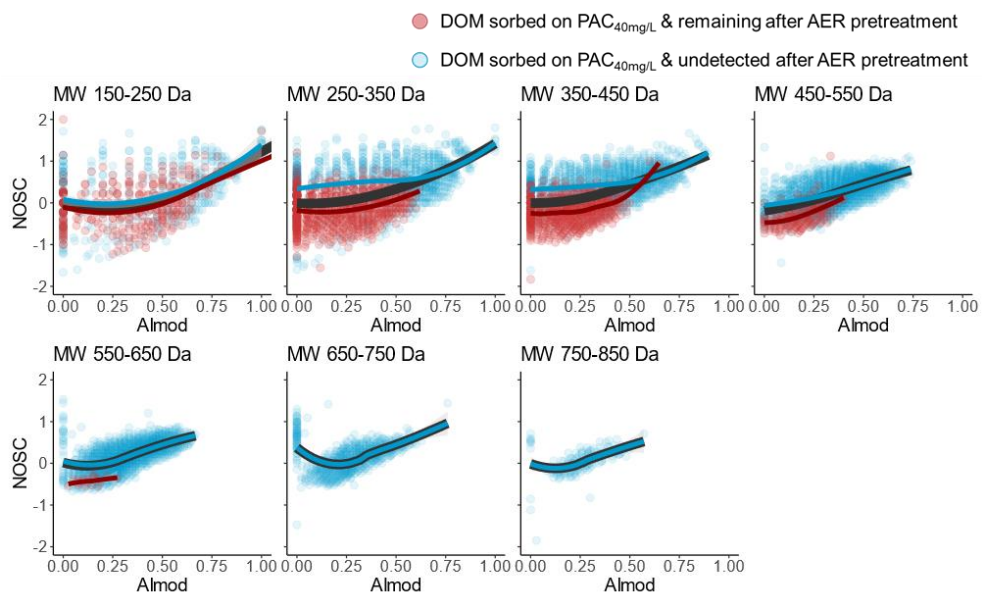 DOM sorbed on PAC40mg/L & remaining after AER pretreatment
DOM sorbed on PAC40mg/L & undetected after AER pretreatment
MW 150-250 Da
MW 250-350 Da
MW 350-450 Da
MW 450-550 Da
NOSC
2
1
0
-1
-2
0.00 0.25 0.50 0.75 1.00
0.00 0.25 0.50 0.75 1.00
0.00 0.25 0.50 0.75 1.00
0.00 0.25 0.50 0.75 1.00
AImod
AImod
AImod
AImod
MW 550-650 Da
MW 650-750 Da
MW 750-850 Da
NOSC
2
1
0
-1
-2
0.00 0.25 0.50 0.75 1.00
0.00 0.25 0.50 0.75 1.00
0.00 0.25 0.50 0.75 1.00
AImod
AImod
AImod